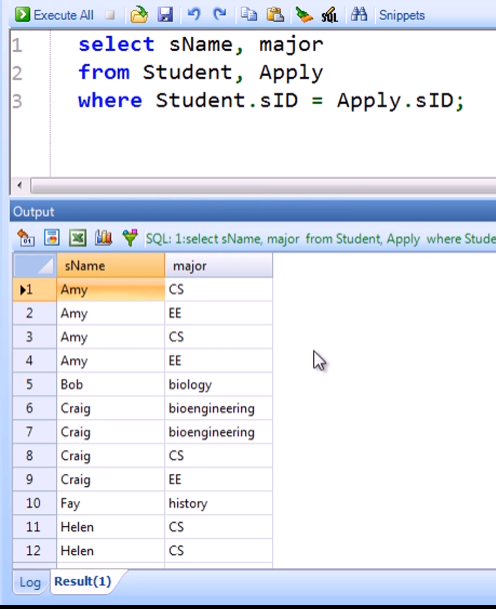 Execute All SQL Snippets
1 select sName, major
2 from Student, Apply
3 where Student.sID = Apply.sID;
Output
SQL: 1:select sName, major from Student, Apply where Stude
sName major
1 Amy CS
2 Amy EE
3 Amy CS
4 Amy EE
5 Bob biology
6 Craig bioengineering
7 Craig bioengineering
8 Craig CS
9 Craig EE
10 Fay history
11 Helen CS
12 Helen CS
Log Result(1)